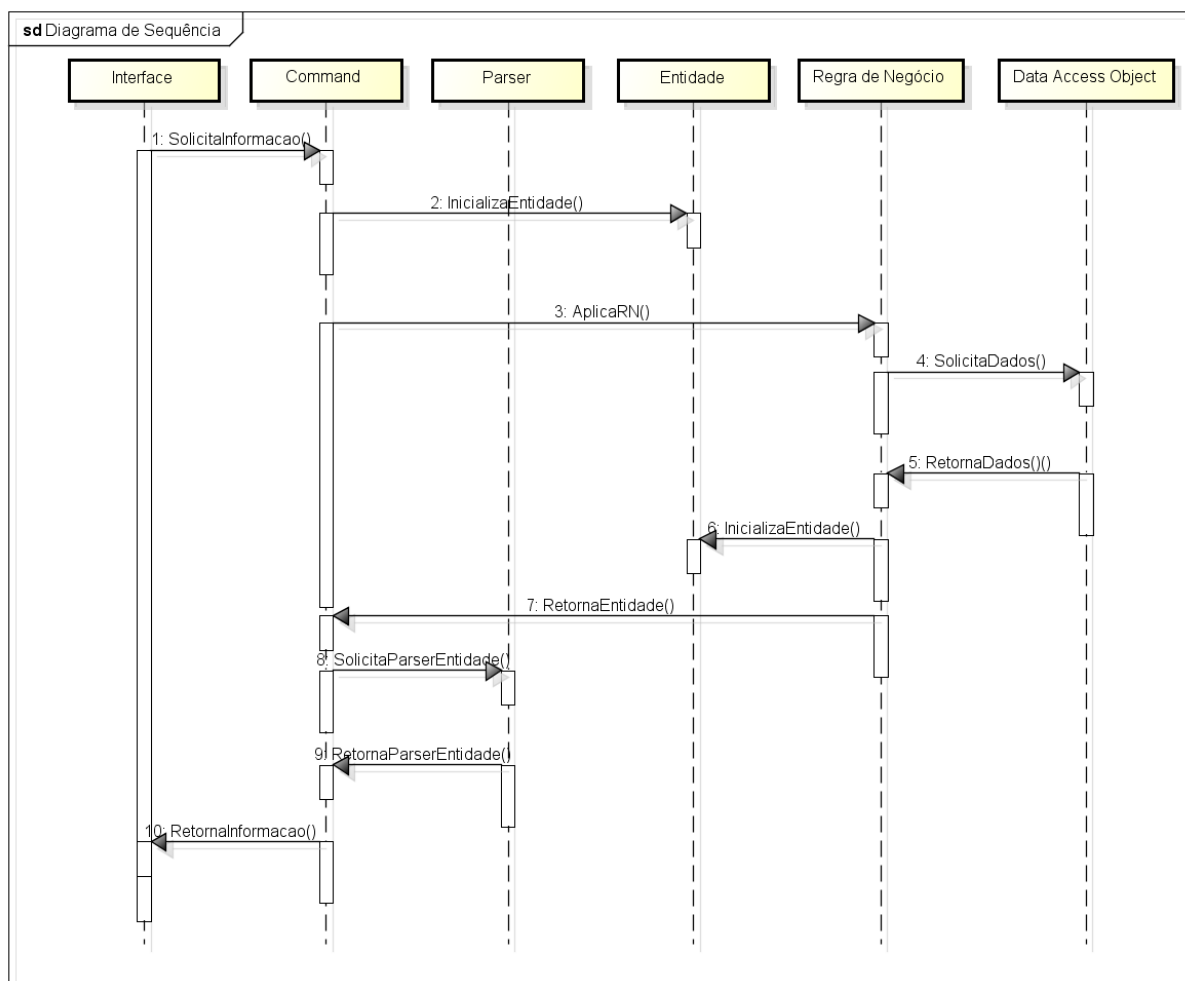 sd Diagrama de Sequência
Interface
Command
Parser
Entidade
Regra de Negócio
Data Access Object
1: SolicitaInformacao()
2: InicializaEntidade()
3: AplicaRN()
4: SolicitaDados()
5: RetornaDados()()
6: InicializaEntidade()
7: RetornaEntidade()
8: SolicitaParserEntidade()
9: RetornaParserEntidade()
10: RetornaInformacao()